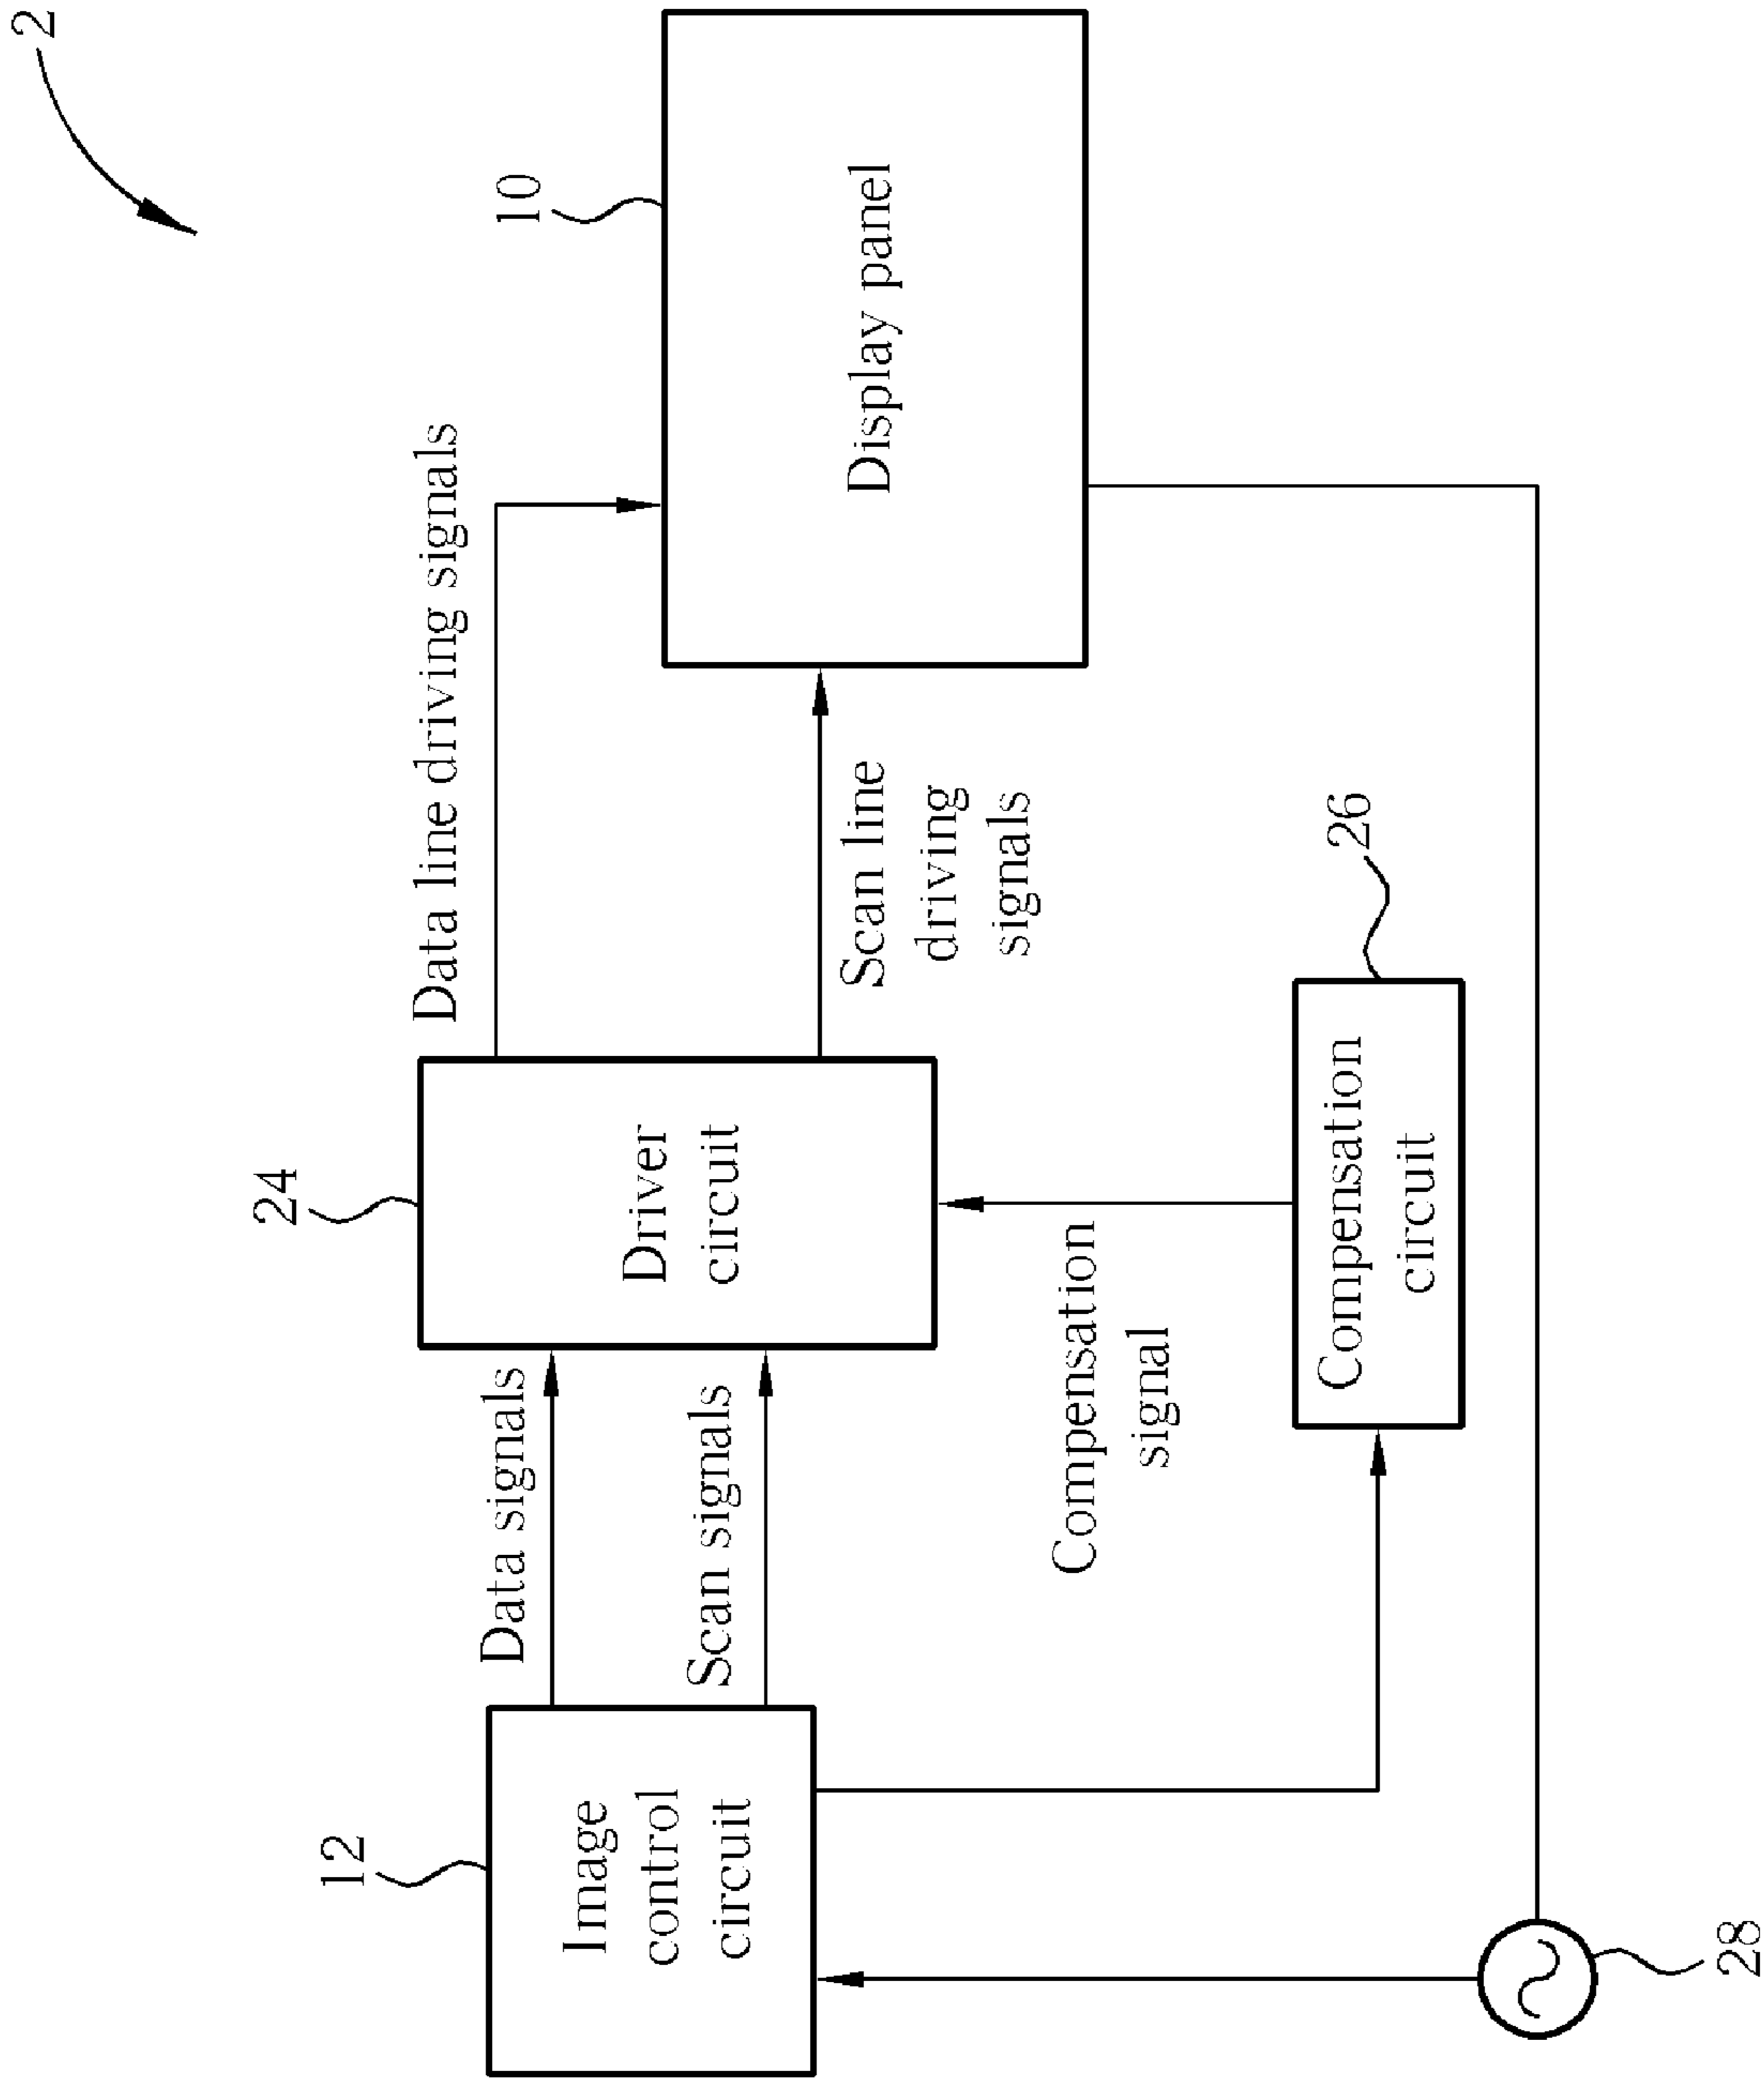 2
24
Data line driving signals
10
12
Data signals
Image
control
circuit
Driver
circuit
Display panel
Scan signals
Scan line
driving
signals
Compensation
signal
Compensation
circuit
26
28